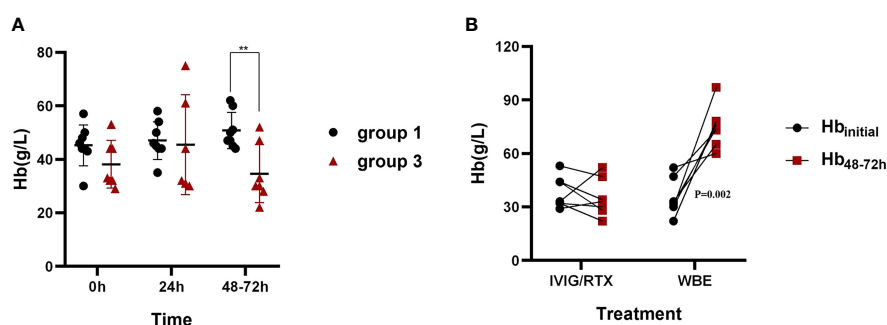 A
80
60
40
20
0
Hb(g/L)
**
0h
24h
48-72h
Time
group 1
group 3
B
120
90
60
30
0
Hb(g/L)
P=0.002
IVIG/RTX
WBE
Treatment
Hbinitial
Hb48-72h